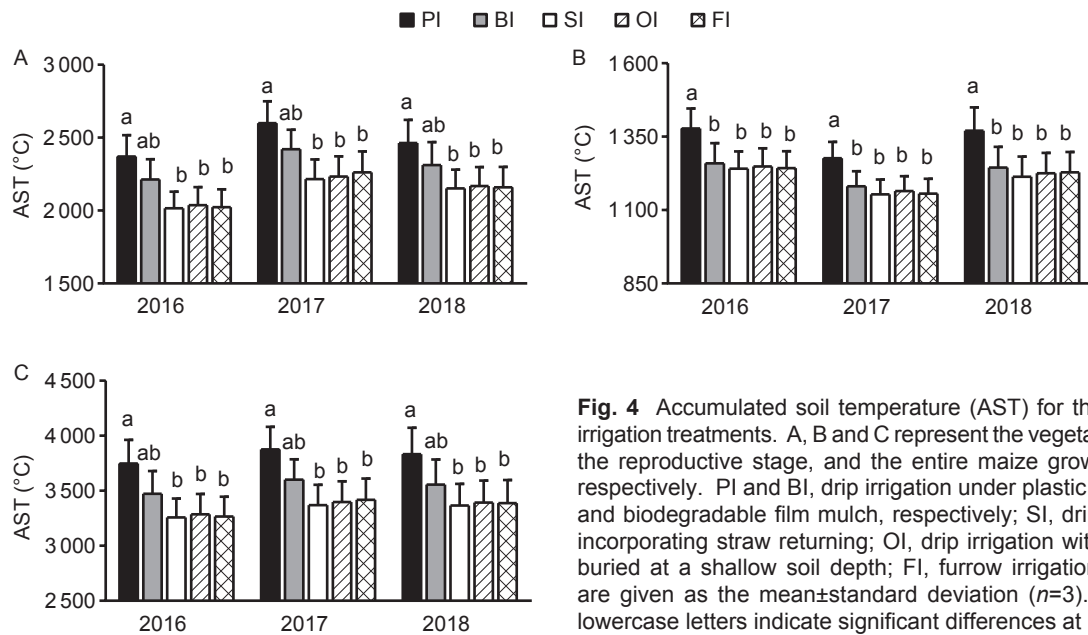 PI BI SI OI FI
A
3 000
2 500
2 000
1 500
AST (°C)
a ab b b b
a ab b b b
a ab b b b
2016 2017 2018
B
1 600
1 350
1 100
850
AST (°C)
a b b b b
a b b b b
a b b b b
2016 2017 2018
C
4 500
4 000
3 500
3 000
2 500
AST (°C)
a ab b b b
a ab b b b
a ab b b b
2016 2017 2018
Fig. 4 Accumulated soil temperature (AST) for th
irrigation treatments. A, B and C represent the vegeta
the reproductive stage, and the entire maize grow
respectively. PI and BI, drip irrigation under plastic
and biodegradable film mulch, respectively; SI, dri
incorporating straw returning; OI, drip irrigation wit
buried at a shallow soil depth; FI, furrow irrigation
are given as the mean±standard deviation (n=3).
lowercase letters indicate significant differences at